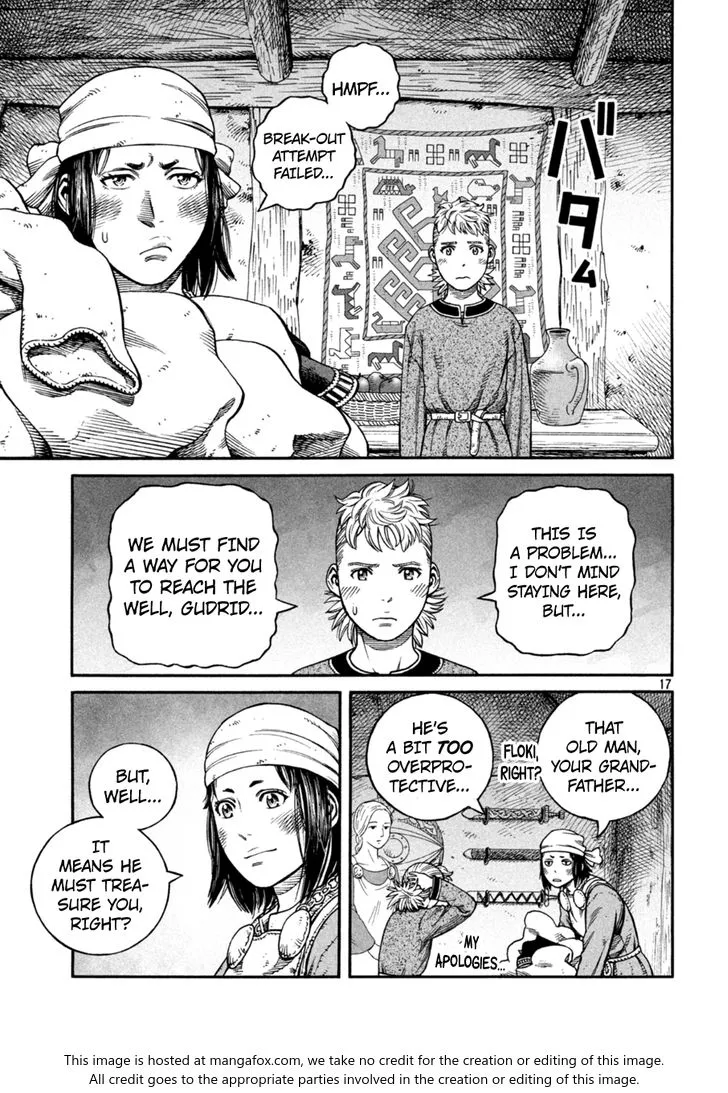 HMPF...
BREAK-OUT
ATTEMPT
FAILED...
バタム
THIS IS
A PROBLEM...
I DON'T MIND
STAYING HERE,
BUT...
WE MUST FIND
A WAY FOR YOU
TO REACH THE
WELL, GUDRID...
17
THAT
OLD MAN,
YOUR GRAND-
FATHER...
FLOKI,
RIGHT?
HE'S
A BIT TOO
OVERPRO-
TECTIVE...
MY
APOLOGIES...
BUT,
WELL...
IT
MEANS HE
MUST TREA-
SURE YOU,
RIGHT?
This image is hosted at mangafox.com, we take no credit for the creation or editing of this image.
All credit goes to the appropriate parties involved in the creation or editing of this image.